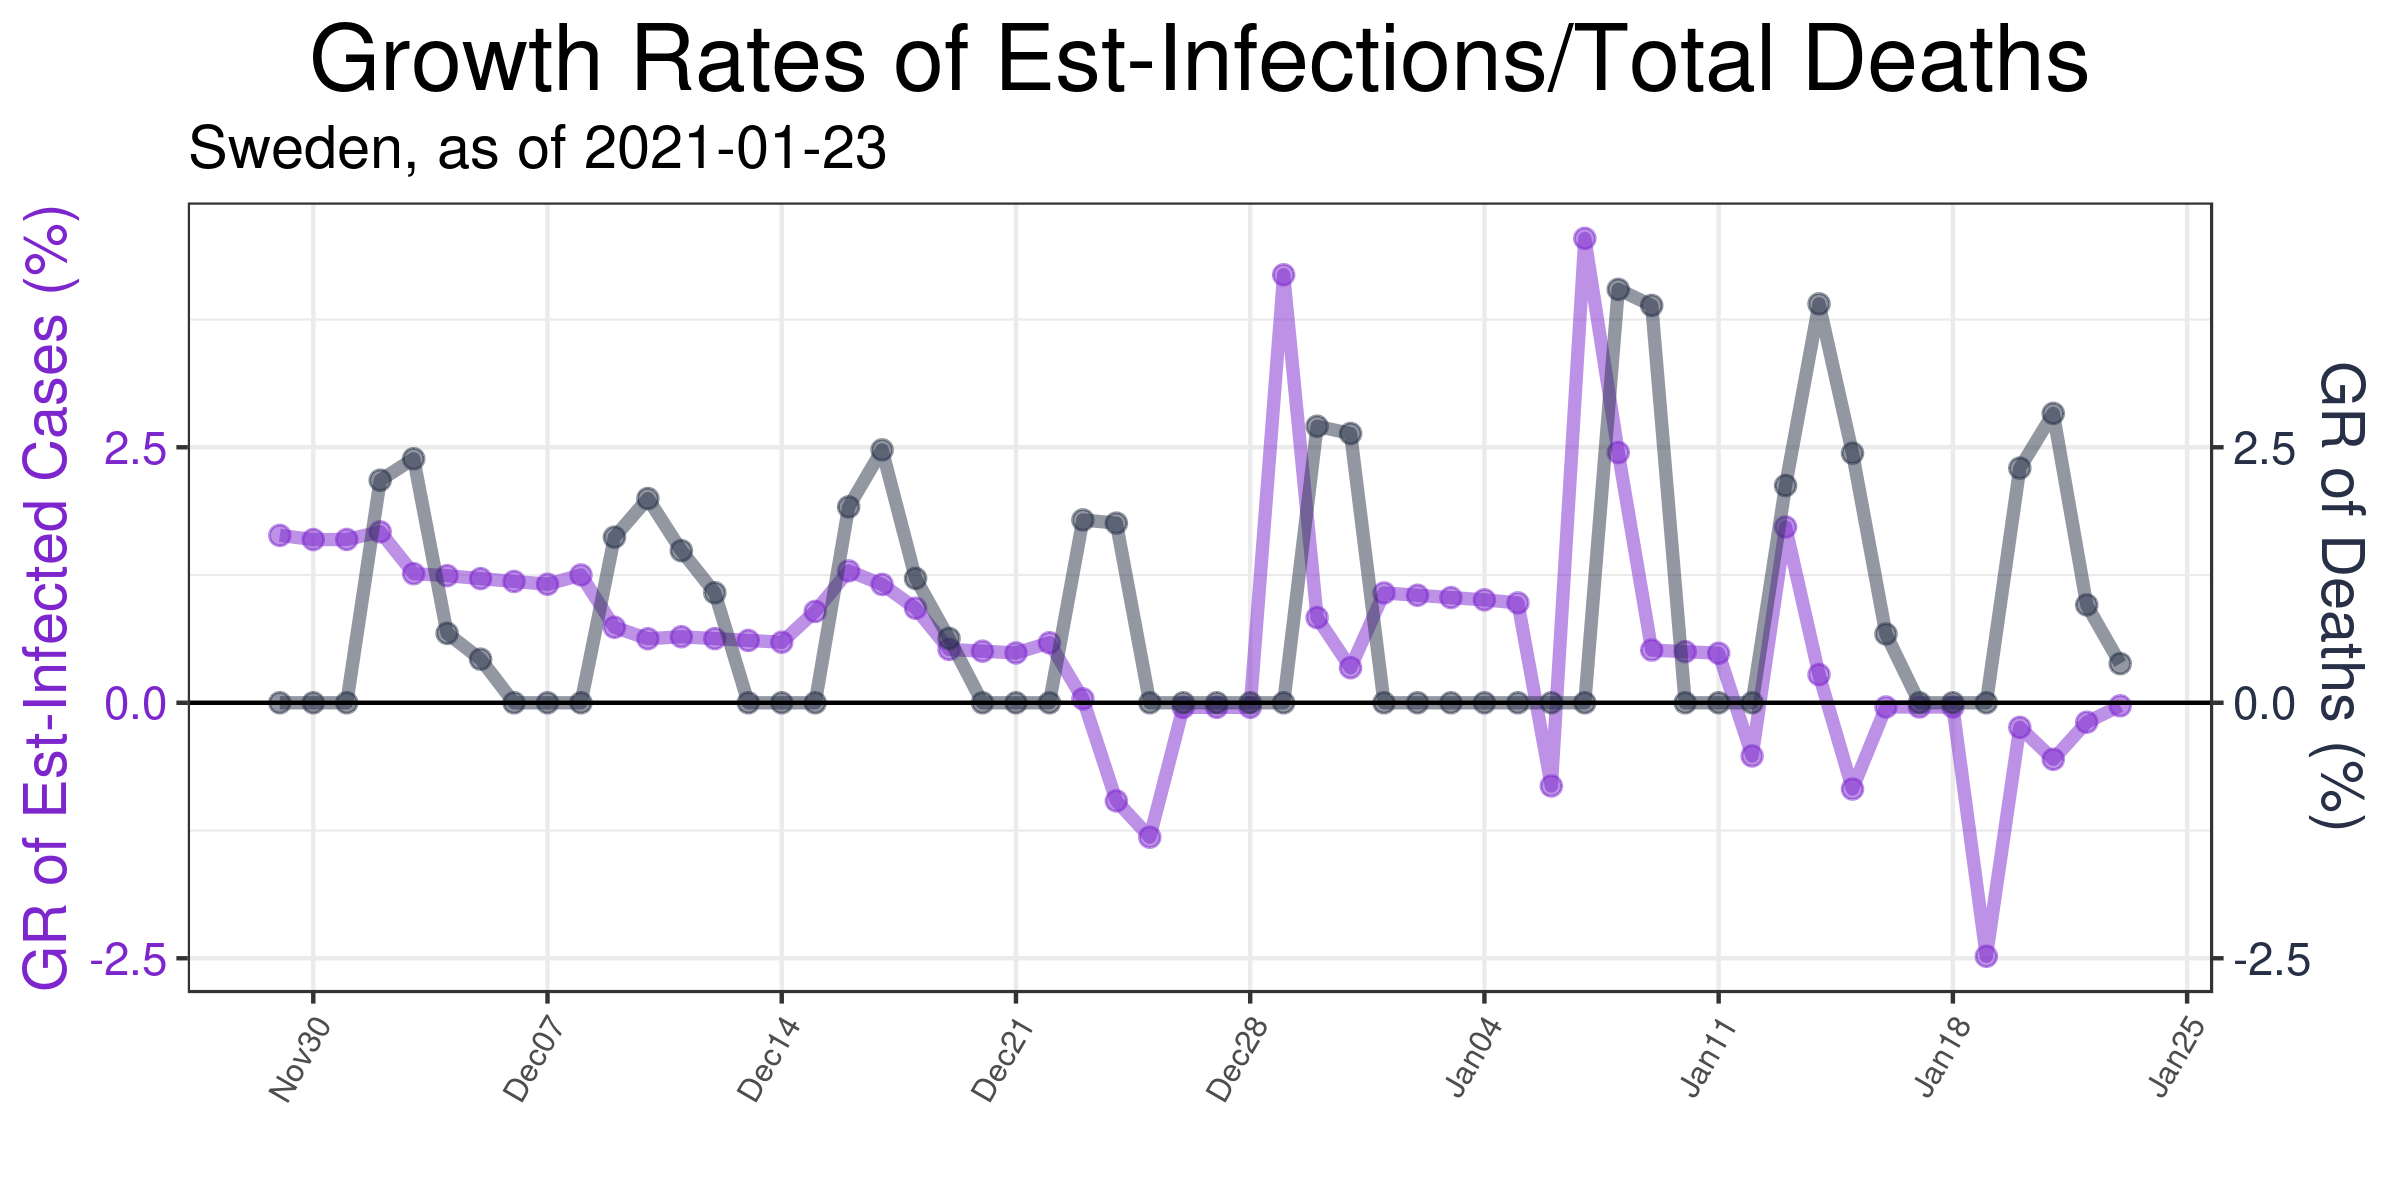 Growth Rates of Est-Infections/Total Deaths
Sweden, as of 2021-01-23
GR of Est-Infected Cases (%)
2.5
0.0
-2.5
2.5
0.0
-2.5
GR of Deaths (%)
Nov30
Dec07
Dec14
Dec21
Dec28
Jan04
Jan11
Jan18
Jan25